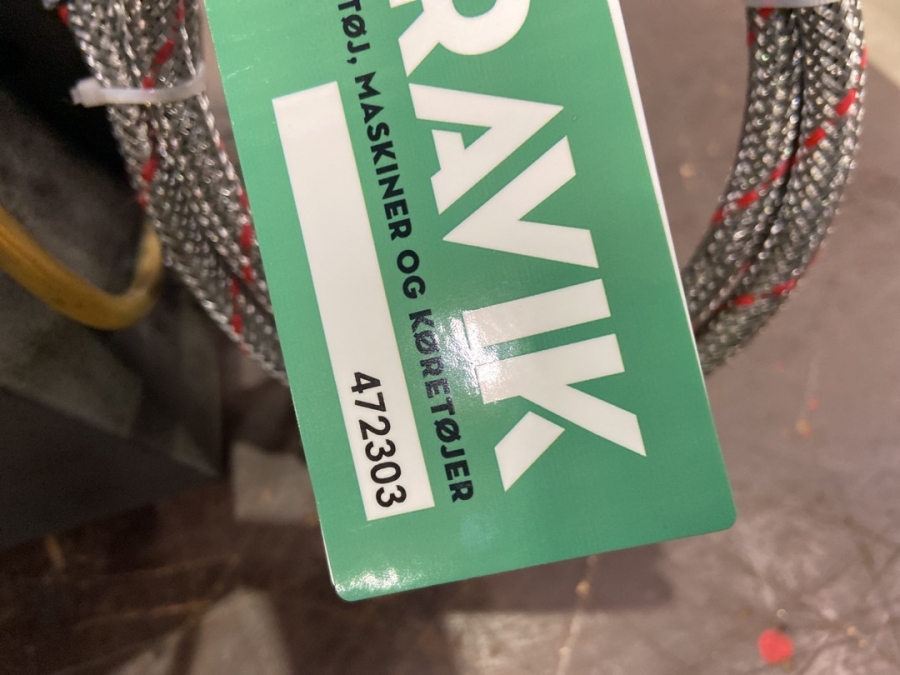 RAVIK
TØJ, MASKINER OG KØRETØJER
472303